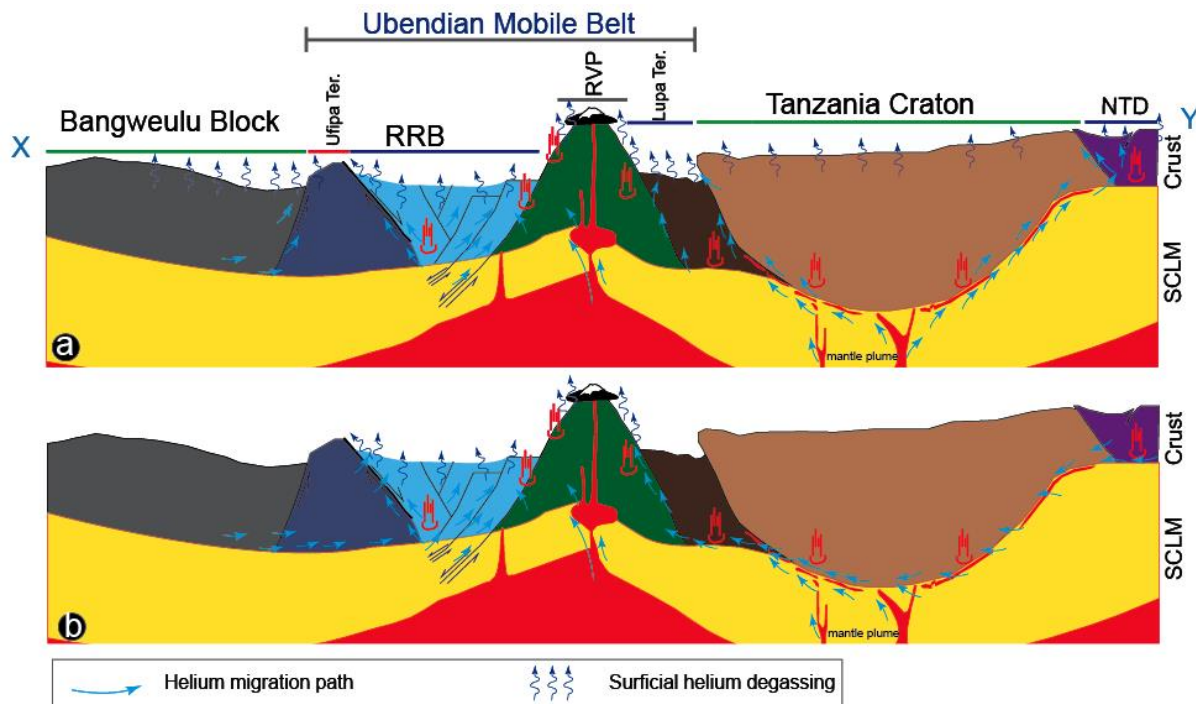 Ubendian Mobile Belt
X
Bangweulu Block
Ufipa Ter.
RRB
RVP
Lupa Ter.
Tanzania Craton
NTD
Y
Crust
SCLM
mantle plume
a
Crust
SCLM
mantle plume
b
Helium migration path
Surficial helium degassing